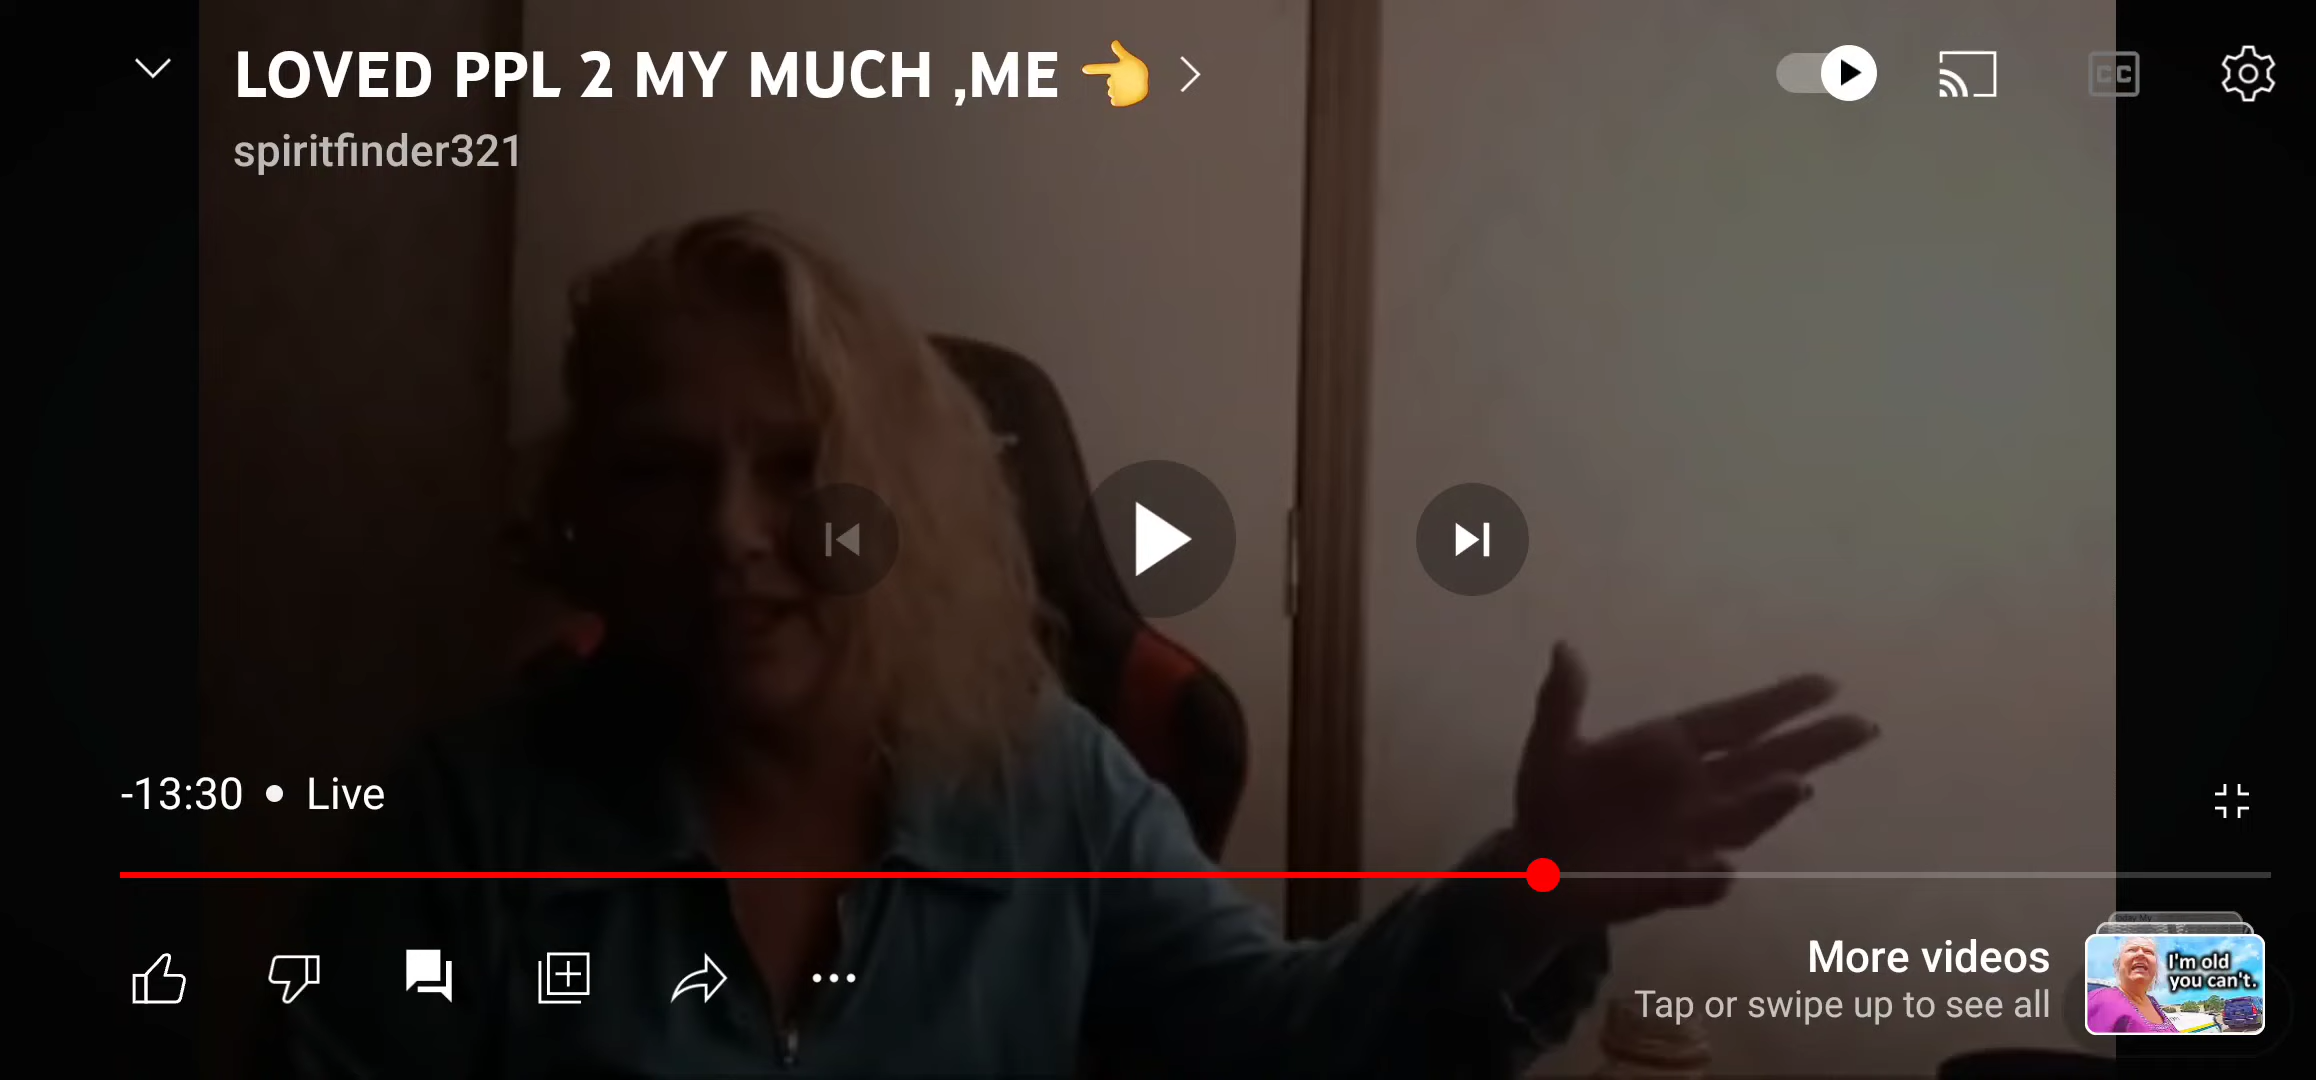 LOVED PPL 2 MY MUCH ,ME 👈
spiritfinder321
CC
-13:30 • Live
More videos
Tap or swipe up to see all
I'm old
you can't.